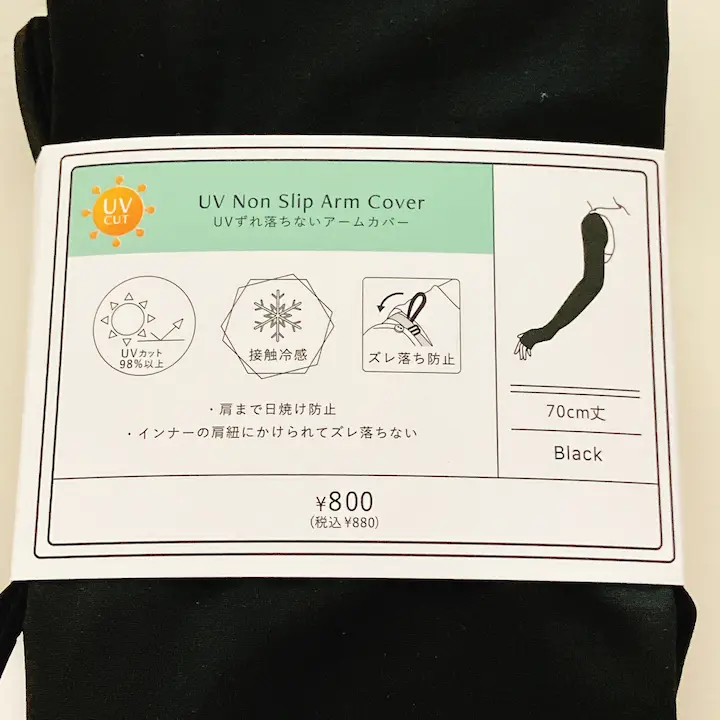 UV
CUT
UV Non Slip Arm Cover
UVずれ落ちないアームカバー
UVカット
98%以上
接触冷感
ズレ落ち防止
・肩まで日焼け防止
・インナーの肩紐にかけられてズレ落ちない
70cm丈
Black
¥800
(税込¥880)